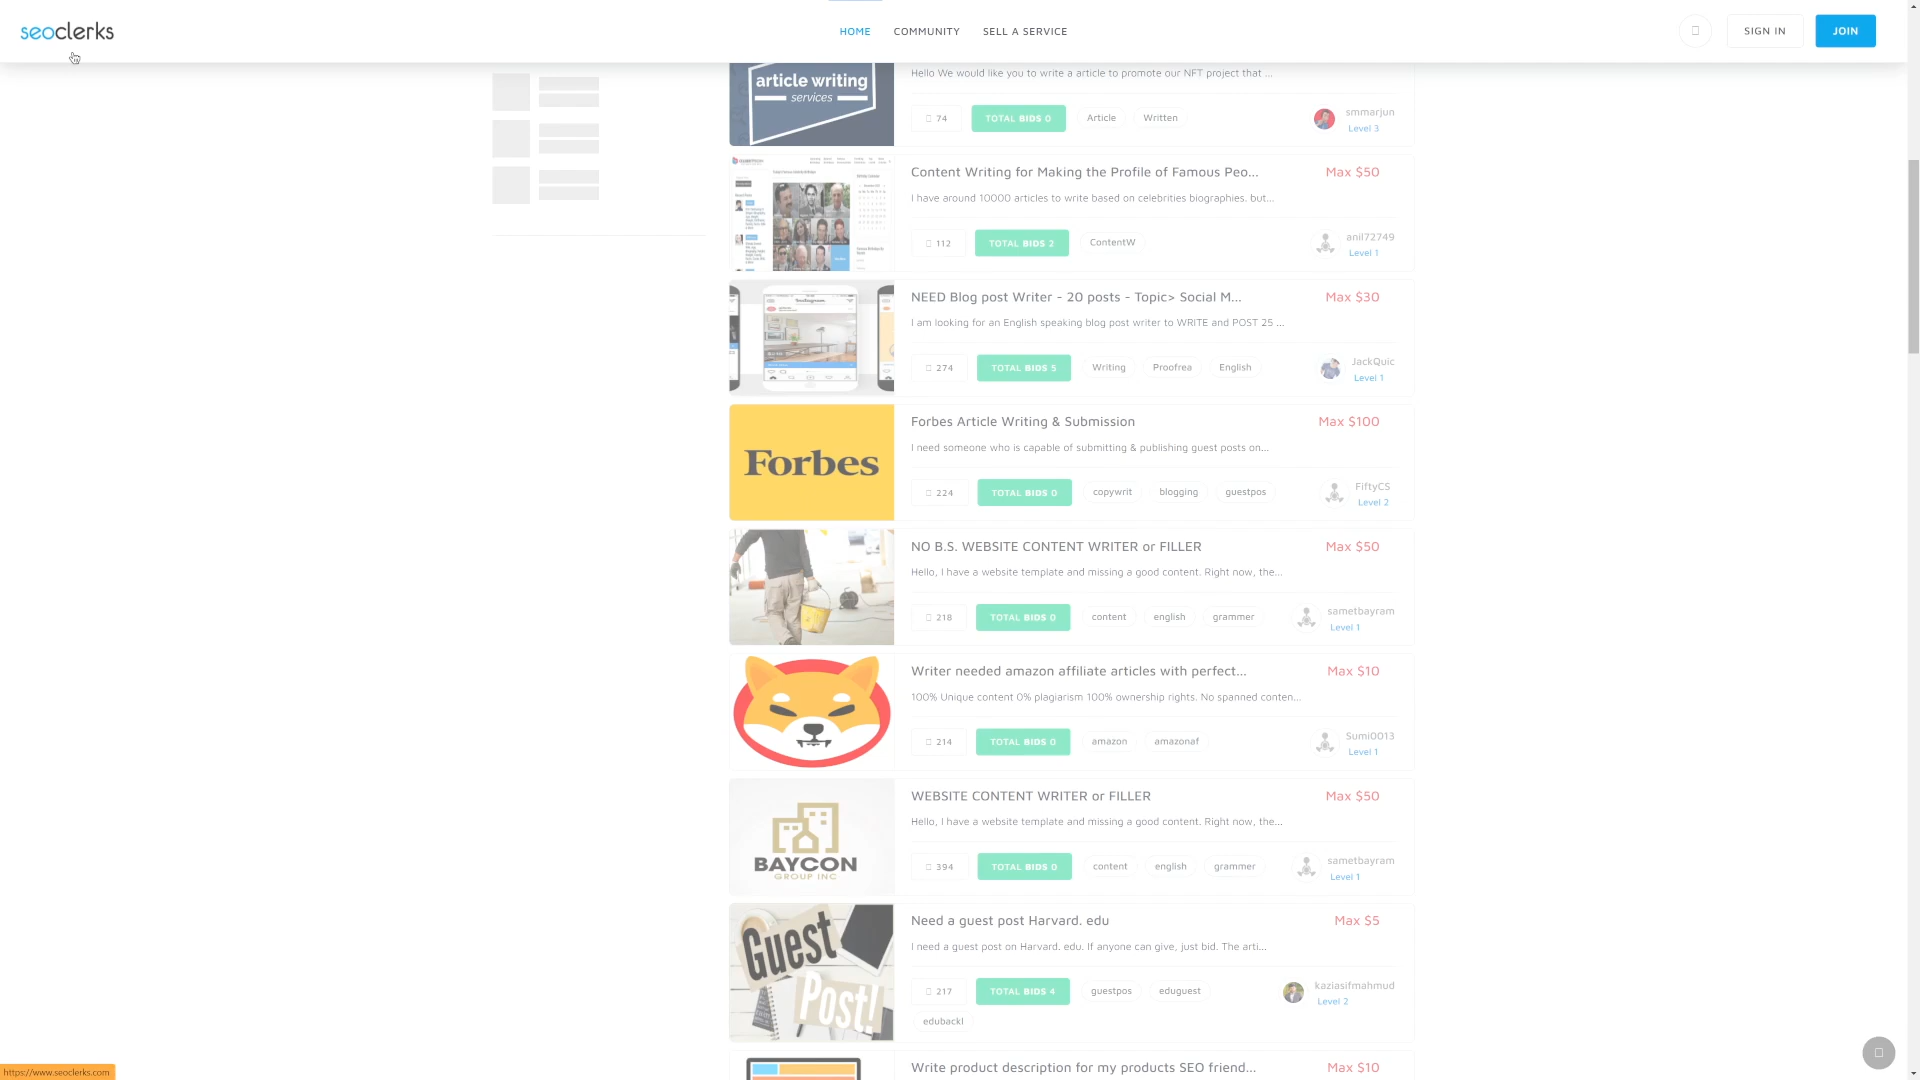 seoclerks
HOME
COMMUNITY
SELL A SERVICE
SIGN IN
JOIN
article writing
services
Hello We would like you to write a article to promote our NFT project that ...
74
TOTAL BIDS 0
Article
Written
smmarjun
Level 3
Content Writing for Making the Profile of Famous Peo...
Max $50
I have around 10000 articles to write based on celebrities biographies. but...
112
TOTAL BIDS 2
ContentW
anil72749
Level 1
NEED Blog post Writer - 20 posts - Topic> Social M...
Max $30
I am looking for an English speaking blog post writer to WRITE and POST 25 ...
274
TOTAL BIDS 5
Writing
Proofrea
English
JackQuic
Level 1
Forbes
Forbes Article Writing & Submission
Max $100
I need someone who is capable of submitting & publishing guest posts on...
224
TOTAL BIDS 0
copywrit
blogging
guestpos
FiftyCS
Level 2
NO B.S. WEBSITE CONTENT WRITER or FILLER
Max $50
Hello, I have a website template and missing a good content. Right now, the...
218
TOTAL BIDS 0
content
english
grammer
sametbayram
Level 1
Writer needed amazon affiliate articles with perfect...
Max $10
100% Unique content 0% plagiarism 100% ownership rights. No spanned conten...
214
TOTAL BIDS 0
amazon
amazonaf
Sumi0013
Level 1
BAYCON
GROUP INC
WEBSITE CONTENT WRITER or FILLER
Max $50
Hello, I have a website template and missing a good content. Right now, the...
394
TOTAL BIDS 0
content
english
grammer
sametbayram
Level 1
Guest
Post!
Need a guest post Harvard. edu
Max $5
I need a guest post on Harvard. edu. If anyone can give, just bid. The arti...
217
TOTAL BIDS 4
guestpos
eduguest
edubackl
kaziasifmahmud
Level 2
Write product description for my products SEO friend...
Max $10
https://www.seoclerks.com